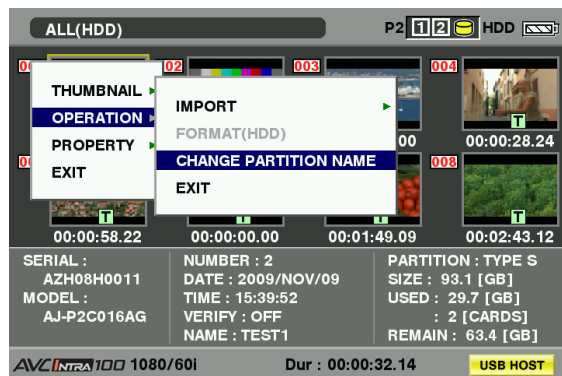 ALL(HDD)
P2 1 2 HDD
00
02
003
004
THUMBNAIL
OPERATION
PROPERTY
EXIT
IMPORT
FORMAT(HDD)
CHANGE PARTITION NAME
EXIT
00
T
00:00:28.24
00
008
T
T
T
T
00:00:58.22
00:00:00.00
00:01:49.09
00:02:43.12
SERIAL :
AZH08H0011
MODEL :
AJ-P2C016AG
NUMBER : 2
DATE : 2009/NOV/09
TIME : 15:39:52
VERIFY : OFF
NAME : TEST1
PARTITION : TYPE S
SIZE : 93.1 [GB]
USED : 29.7 [GB]
: 2 [CARDS]
REMAIN : 63.4 [GB]
AVC INTRA 100 1080/60i
Dur : 00:00:32.14
USB HOST